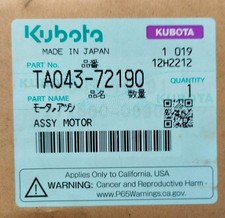 Kubota
KUBOTA
MADE IN JAPAN
1 019
品番
12H2212
PART No.
TA043-72190
品名 数量 QUANTITY
PART NAME
1
モータ,アッシ
ASSY MOTOR
Applies Only to California, USA
WARNING: Cancer and Reproductive Harm
www.P65Warnings.ca.gov.